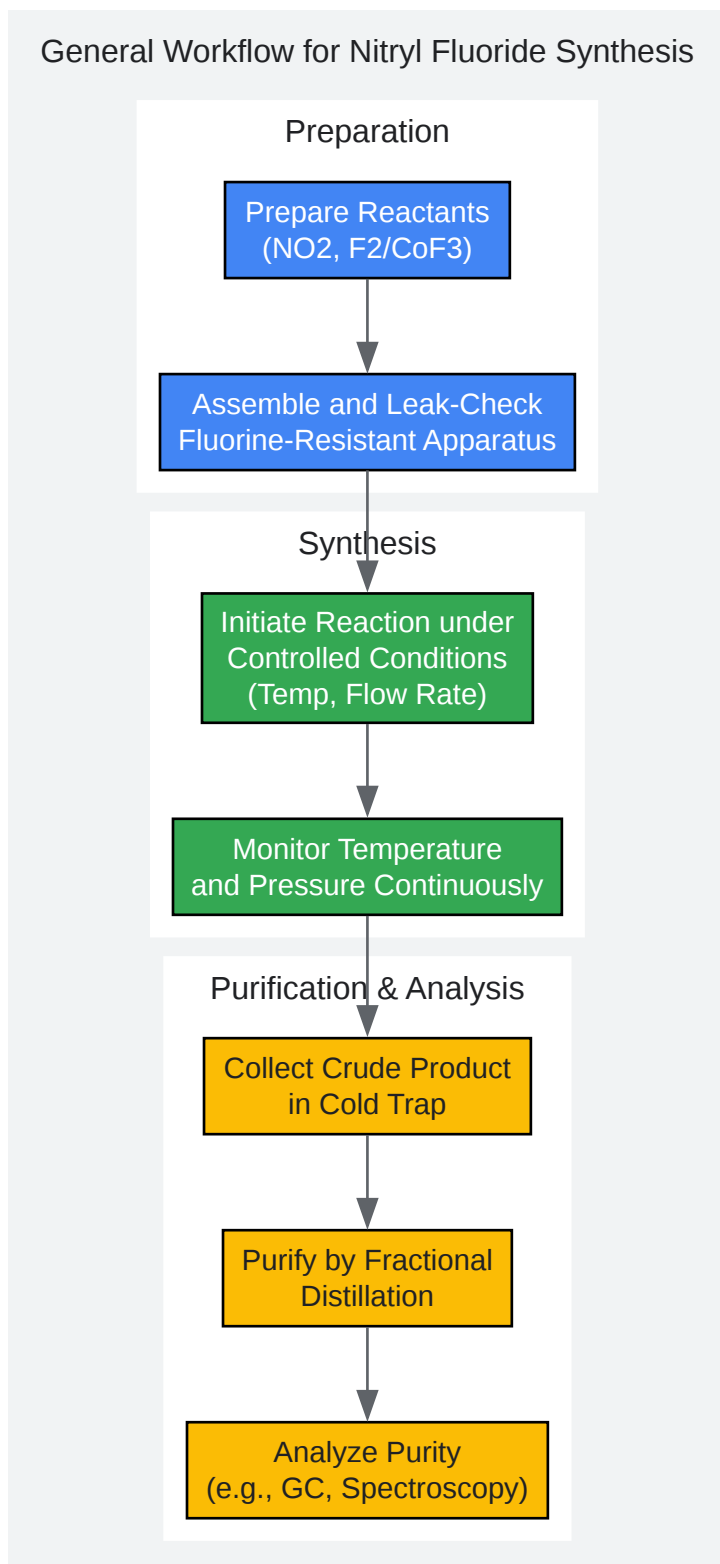 General Workflow for Nitryl Fluoride Synthesis
Preparation
Prepare Reactants
(NO2, F2/CoF3)
Assemble and Leak-Check
Fluorine-Resistant Apparatus
Synthesis
Initiate Reaction under
Controlled Conditions
(Temp, Flow Rate)
Monitor Temperature
and Pressure Continuously
Purification & Analysis
Collect Crude Product
in Cold Trap
Purify by Fractional
Distillation
Analyze Purity
(e.g., GC, Spectroscopy)